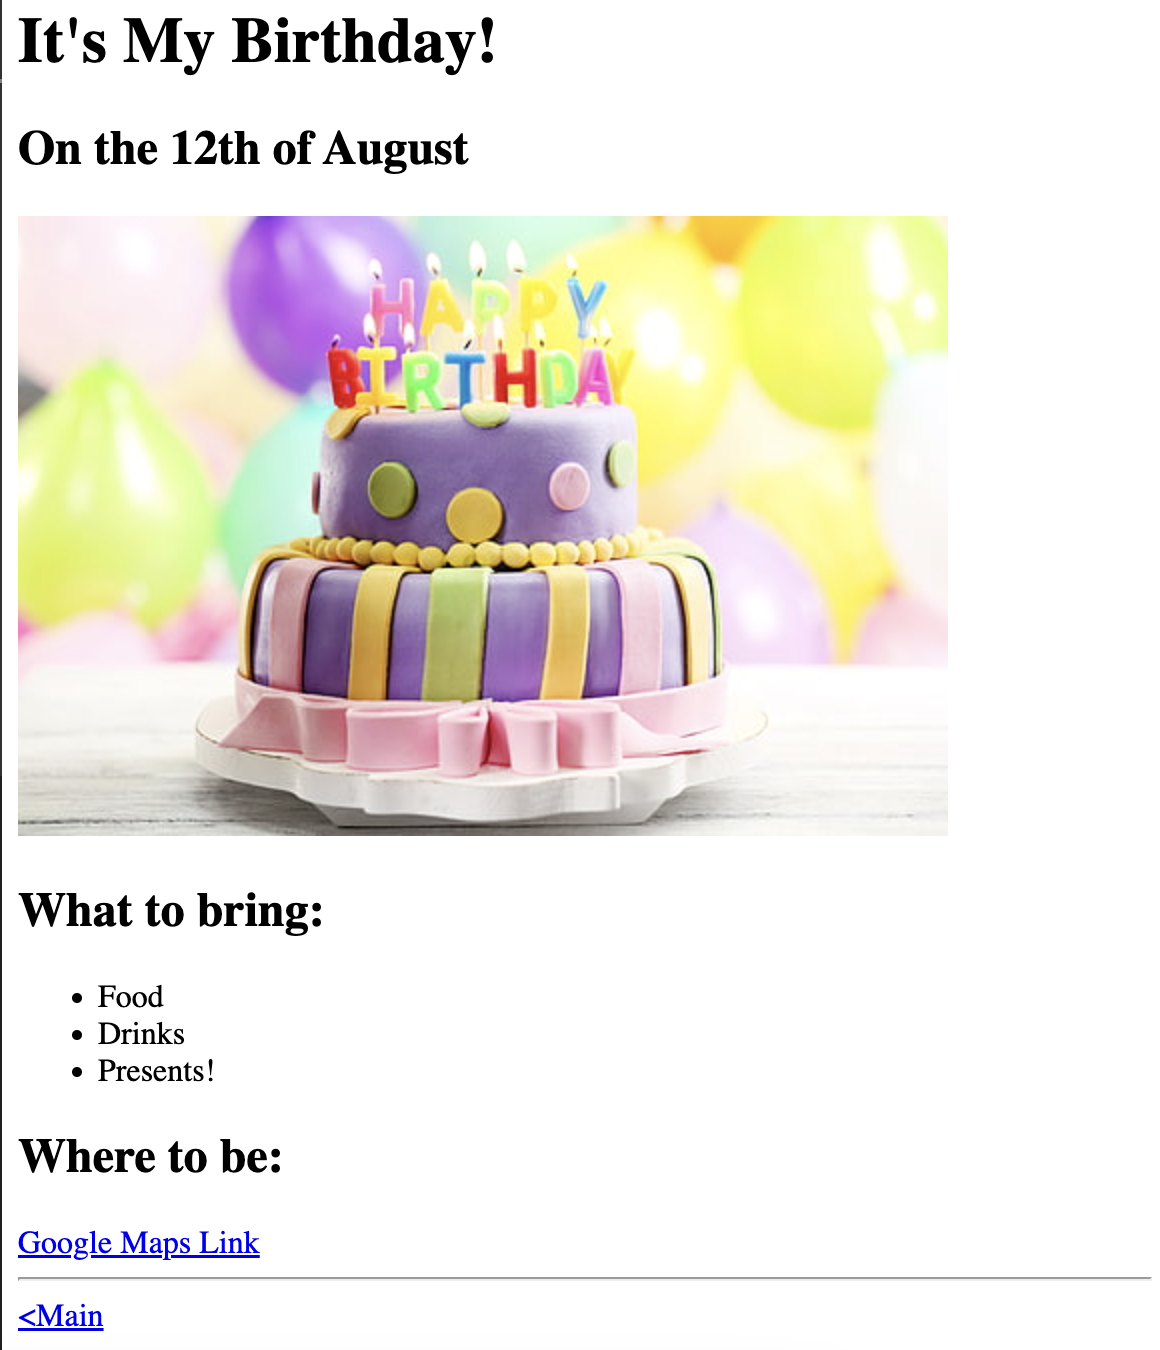 It's My Birthday!
On the 12th of August
HAPPY
BIRTHDAY
What to bring:
Food
Drinks
Presents!
Where to be:
Google Maps Link
<Main